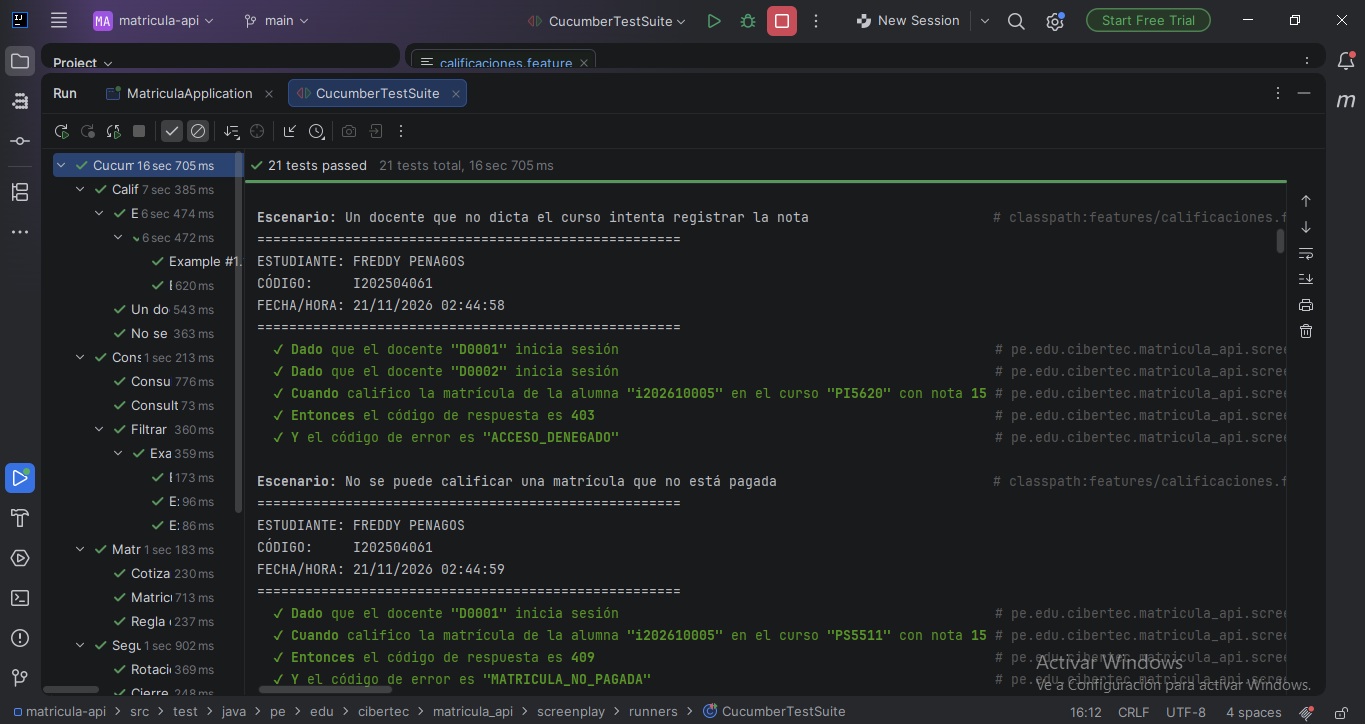 MA matricula-api main CucumberTestSuite New Session Start Free Trial
Project calificaciones.feature
Run MatriculaApplication CucumberTestSuite
m
Cucum 16 sec 705 ms
21 tests passed 21 tests total, 16 sec 705 ms
Calif 7 sec 385 ms
E 6 sec 474 ms
6 sec 472 ms
Example #1.
620 ms
Un do 543 ms
No se 363 ms
Cons 1 sec 213 ms
Consu 776 ms
Consult 73 ms
Filtrar 360 ms
Exa 359 ms
173 ms
E: 96 ms
E: 86 ms
Matr 1 sec 183 ms
Cotiza 230 ms
Matric 713 ms
Regla 237 ms
Segu 1 sec 902 ms
Rotaci 369 ms
Cierre 248 ms
Escenario: Un docente que no dicta el curso intenta registrar la nota # classpath:features/calificaciones.f
=====================================================
ESTUDIANTE: FREDDY PENAGOS
CÓDIGO: I202504061
FECHA/HORA: 21/11/2026 02:44:58
=====================================================
✓ Dado que el docente "D0001" inicia sesión # pe.edu.cibertec.matricula_api.scree
✓ Dado que el docente "D0002" inicia sesión # pe.edu.cibertec.matricula_api.scree
✓ Cuando califico la matrícula de la alumna "i202610005" en el curso "PI5620" con nota 15 # pe.edu.cibertec.matricula_api.scree
✓ Entonces el código de respuesta es 403 # pe.edu.cibertec.matricula_api.scree
✓ Y el código de error es "ACCESO_DENEGADO" # pe.edu.cibertec.matricula_api.scree
Escenario: No se puede calificar una matrícula que no está pagada # classpath:features/calificaciones.f
=====================================================
ESTUDIANTE: FREDDY PENAGOS
CÓDIGO: I202504061
FECHA/HORA: 21/11/2026 02:44:59
=====================================================
✓ Dado que el docente "D0001" inicia sesión # pe.edu.cibertec.matricula_api.scree
✓ Cuando califico la matrícula de la alumna "i202610005" en el curso "PS5511" con nota 15 # pe.edu.cibertec.matricula_api.scree
✓ Entonces el código de respuesta es 409 # pe.edu.cibertec.matricula_api.scree
✓ Y el código de error es "MATRICULA_NO_PAGADA" # pe.edu.cibertec.matricula_api.scree
Activar Windows
Ve a Configuración para activar Windows.
matricula-api > src > test > java > pe > edu > cibertec > matricula_api > screenplay > runners > CucumberTestSuite 16:12 CRLF UTF-8 4 spaces